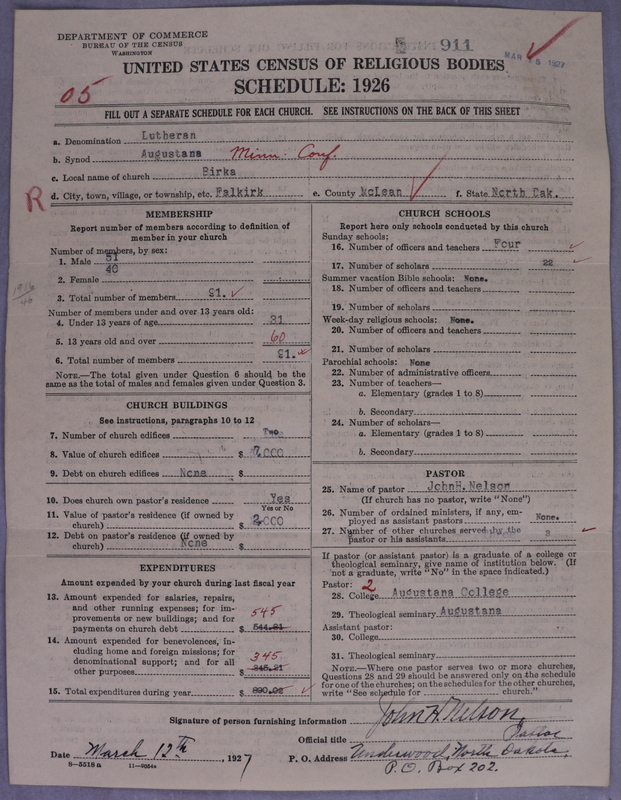 DEPARTMENT OF COMMERCE
BUREAU OF THE CENSUS
WASHINGTON
911
MAR 15 1927
UNITED STATES CENSUS OF RELIGIOUS BODIES
SCHEDULE: 1926
05
FILL OUT A SEPARATE SCHEDULE FOR EACH CHURCH. SEE INSTRUCTIONS ON THE BACK OF THIS SHEET
a. Denomination Lutheran
b. Synod Augustana Minn. Conf.
c. Local name of church Birka
R d. City, town, village, or township, etc. Falkirk e. County McLean f. State North Dak.
MEMBERSHIP
Report number of members according to definition of
member in your church
Number of members, by sex:
1. Male 51
40
2. Female
3. Total number of members 91.
Number of members under and over 13 years old:
4. Under 13 years of age 31
5. 13 years old and over 60
6. Total number of members 91.
NOTE.—The total given under Question 6 should be the
same as the total of males and females given under Question 3.
1916
40
CHURCH BUILDINGS
See instructions, paragraphs 10 to 12
7. Number of church edifices Two
8. Value of church edifices $ 7,000
9. Debt on church edifices None $
10. Does church own pastor's residence Yes
Yes or No
11. Value of pastor's residence (if owned by
church) $ 2,000
12. Debt on pastor's residence (if owned by
church) None $
EXPENDITURES
Amount expended by your church during last fiscal year
13. Amount expended for salaries, repairs,
and other running expenses; for im-
provements or new buildings; and for
payments on church debt $ 544.81
545
14. Amount expended for benevolences, in-
cluding home and foreign missions; for
denominational support; and for all
other purposes $ 345.21
345
15. Total expenditures during year $ 890.02
CHURCH SCHOOLS
Report here only schools conducted by this church
Sunday schools:
16. Number of officers and teachers Four
17. Number of scholars 22
Summer vacation Bible schools: None.
18. Number of officers and teachers
19. Number of scholars
Week-day religious schools: None.
20. Number of officers and teachers
21. Number of scholars
Parochial schools: None
22. Number of administrative officers
23. Number of teachers—
a. Elementary (grades 1 to 8)
b. Secondary
24. Number of scholars—
a. Elementary (grades 1 to 8)
b. Secondary
PASTOR
25. Name of pastor JohnH. Nelson
(If church has no pastor, write "None")
26. Number of ordained ministers, if any, em-
ployed as assistant pastors None.
27. Number of other churches served by the
pastor or his assistants 3
If pastor (or assistant pastor) is a graduate of a college or
theological seminary, give name of institution below. (If
not a graduate, write "No" in the space indicated.)
Pastor: 2
28. College Augustana College
29. Theological seminary Augustana
Assistant pastor:
30. College
31. Theological seminary
NOTE.—Where one pastor serves two or more churches,
Questions 28 and 29 should be answered only on the schedule
for one of the churches; on the schedules for the other churches,
write "See schedule for church."
Signature of person furnishing information John H. Nelson
Official title Pastor
Date March 12th, 1927 P. O. Address Underwood, North Dakota,
P.O. Box 202.
8—5518 a 11—9084a